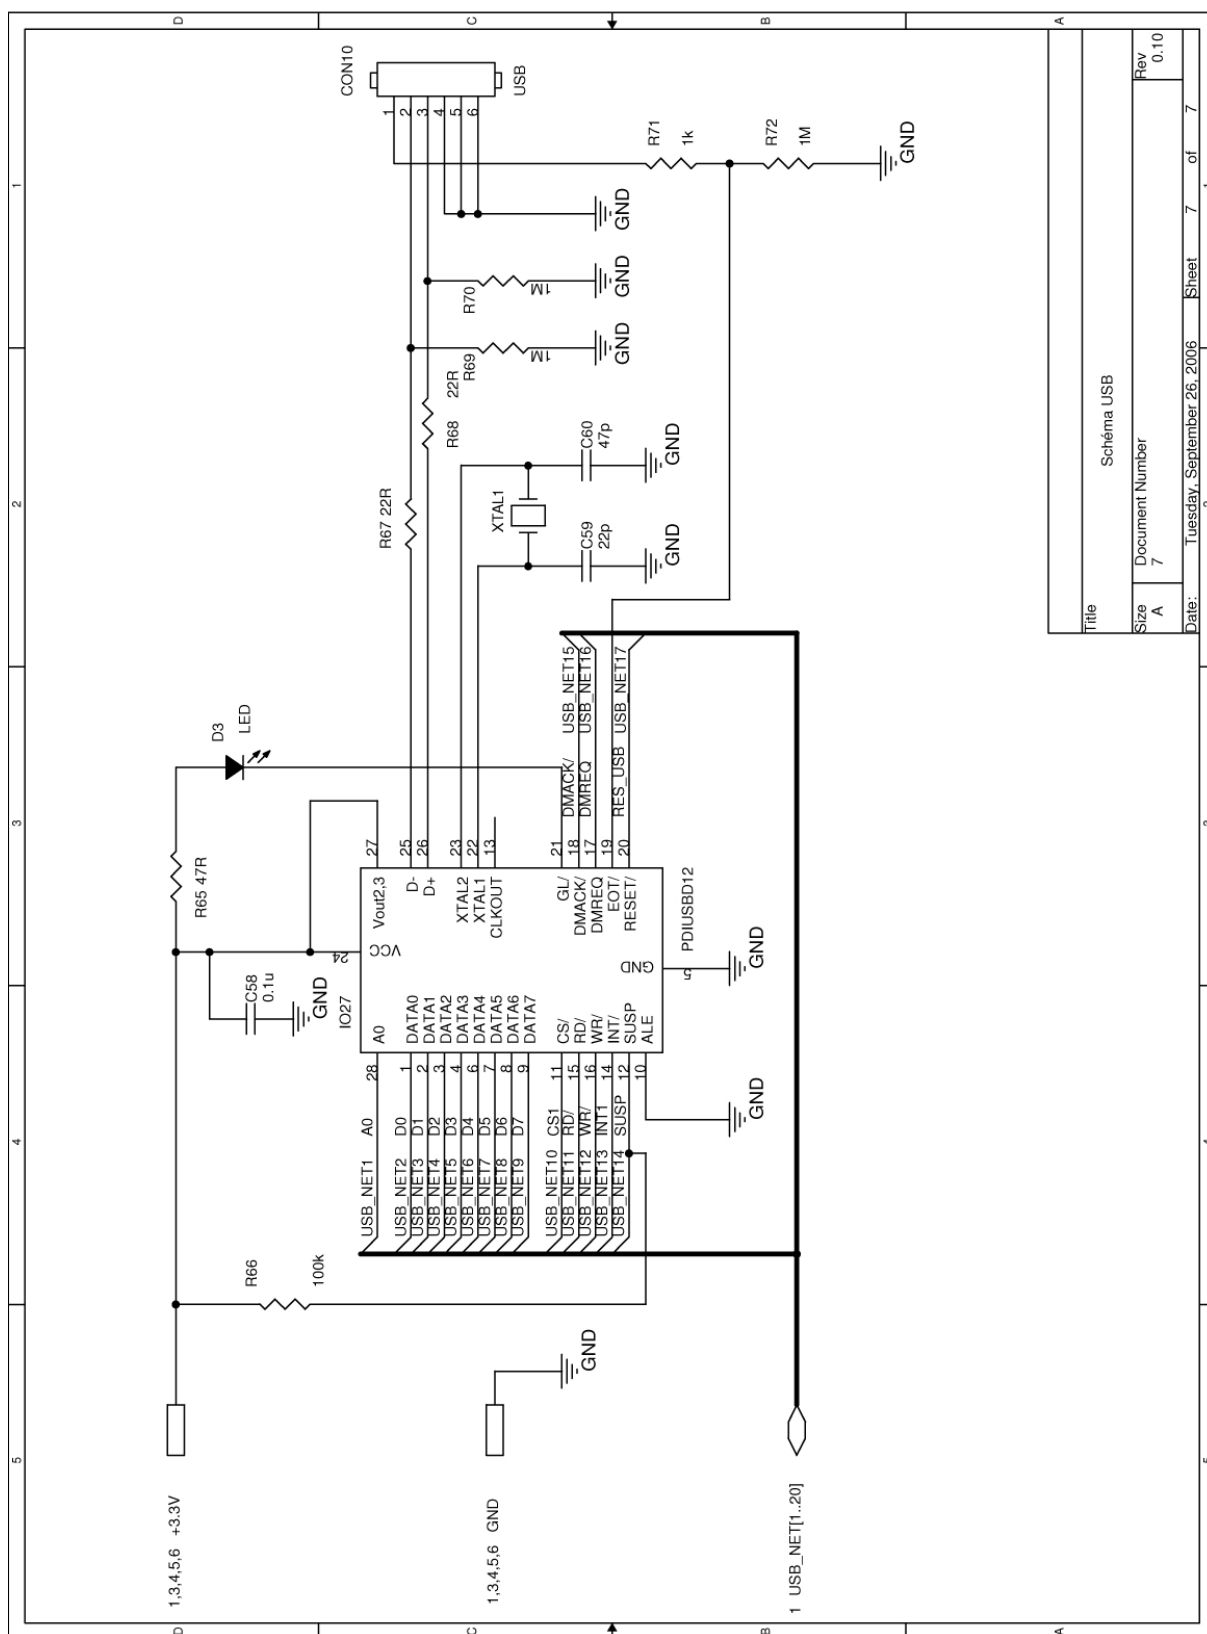 5
4
3
2
1
D
D
C
C
B
B
A
A
5
4
1,3,4,5,6 +3.3V
1,3,4,5,6 GND
1 USB_NET[1..20]
GND
R66
100k
R65 47R
D3
LED
C58
0.1u
GND
IO27
PDIUSBD12
USB_NET1 A0 28 A0
USB_NET2 D0 1 DATA0
USB_NET3 D1 2 DATA1
USB_NET4 D2 3 DATA2
USB_NET5 D3 4 DATA3
USB_NET6 D4 6 DATA4
USB_NET7 D5 7 DATA5
USB_NET8 D6 8 DATA6
USB_NET9 D7 9 DATA7
USB_NET10 CS1 11 CS/
USB_NET11 RD/ 15 RD/
USB_NET12 WR/ 16 WR/
USB_NET13 INT1 14 INT/
USB_NET14 SUSP 12 SUSP
10 ALE
24 VCC
GND 5
Vout2,3 27
D- 25
D+ 26
XTAL2 23
XTAL1 22
CLKOUT 13
GL/ 21
DMACK/ 18 DMACK/ USB_NET15
DMREQ 17 DMREQ USB_NET16
EOT/ 19
RESET/ 20 RES_USB USB_NET17
GND
GND
R67 22R
R68 22R
XTAL1
C59
22p
GND
C60
47p
GND
R69
1M
GND
R70
1M
GND
GND
CON10
1
2
3
4
5
6
USB
R71
1k
R72
1M
GND
Title
Schéma USB
Size
A
Document Number
7
Rev
0.10
Date: Tuesday, September 26, 2006 Sheet 7 of 7